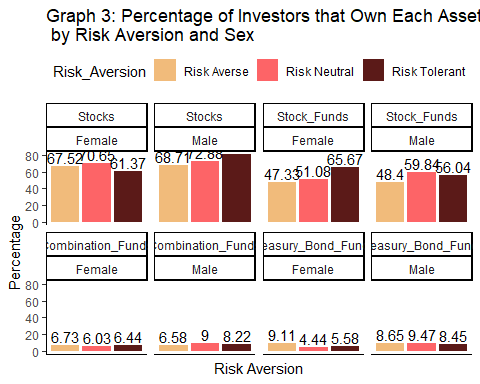 Graph 3: Percentage of Investors that Own Each Asset
by Risk Aversion and Sex
Risk_Aversion Risk Averse Risk Neutral Risk Tolerant
Stocks Stocks Stock_Funds Stock_Funds
Female Male Female Male
67.52 70.65 61.37 68.71 72.88 47.33 51.08 65.67 48.4 59.84 56.04
80
60
40
20
0
Percentage
Combination_Fund Combination_Fund easury_Bond_Fun easury_Bond_Fun
Female Male Female Male
80
60
40
20
0
6.73 6.03 6.44 6.58 9 8.22 9.11 4.44 5.58 8.65 9.47 8.45
Risk Aversion